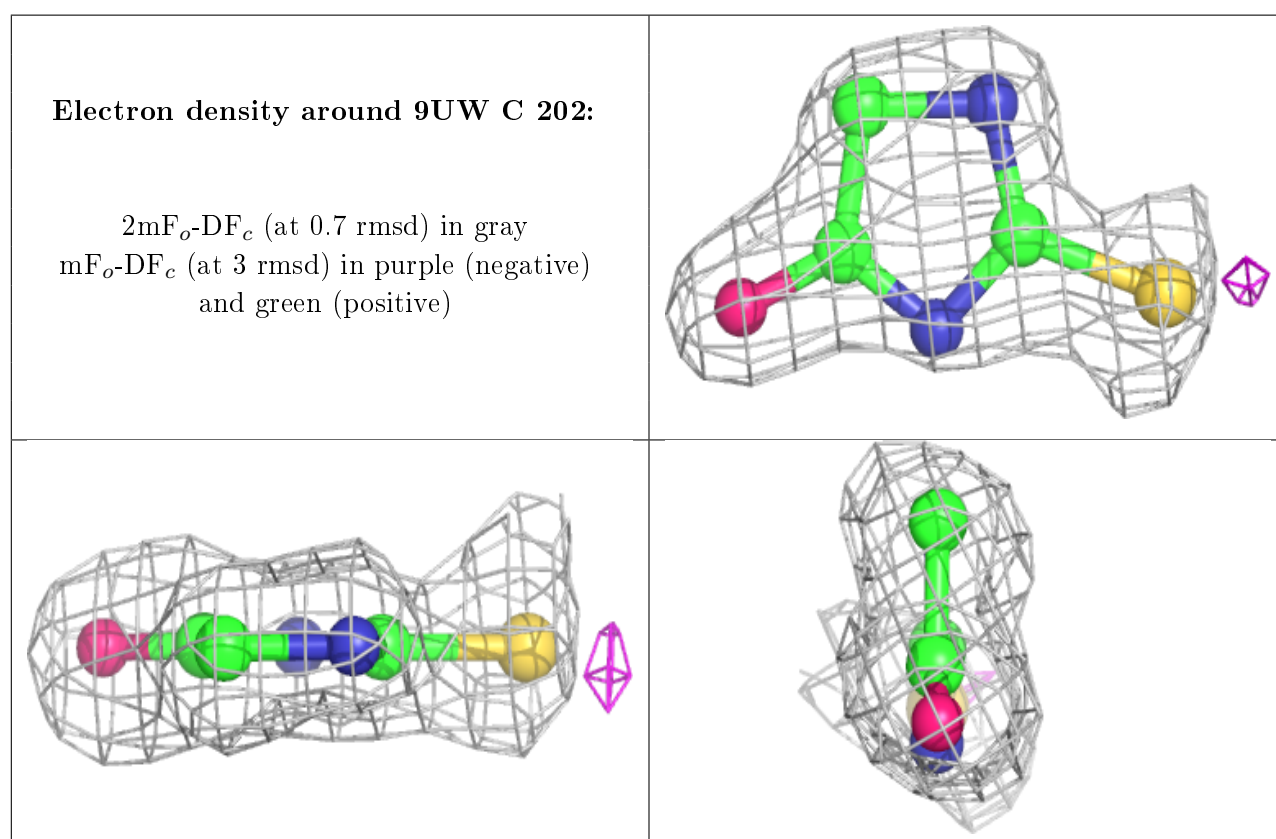 Electron density around 9UW C 202:
2mFₒ-DF𝒸 (at 0.7 rmsd) in gray
mFₒ-DF𝒸 (at 3 rmsd) in purple (negative)
and green (positive)